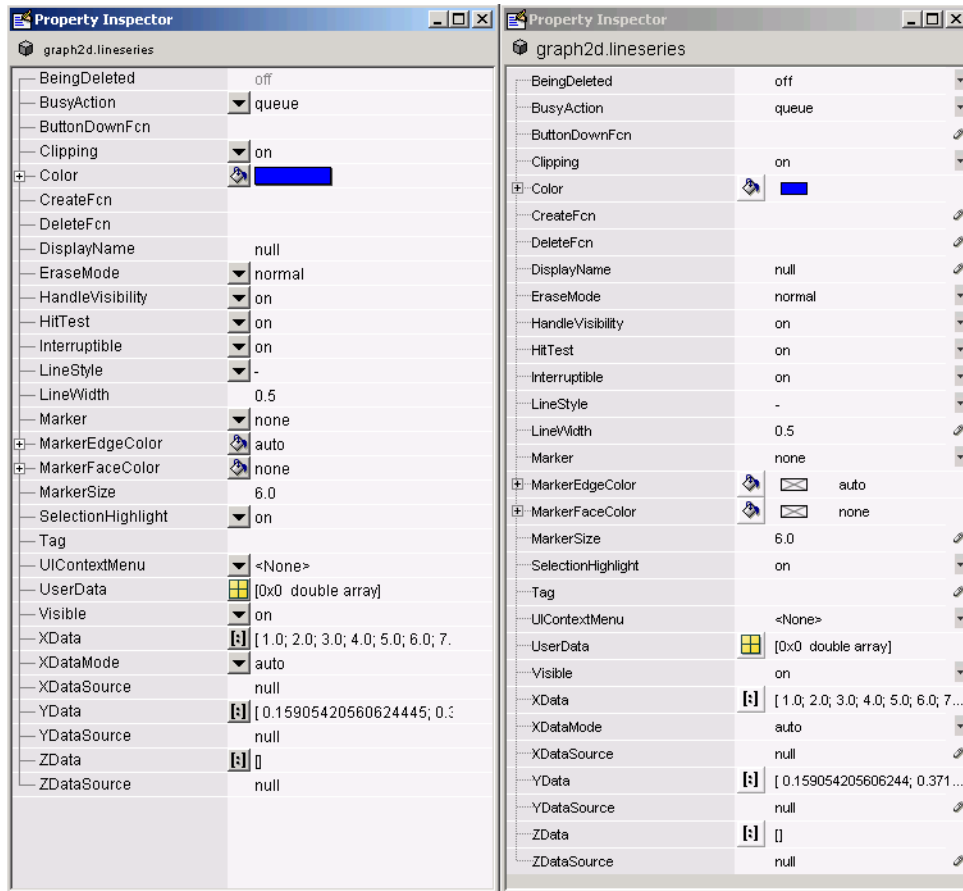 Property Inspector
graph2d.lineseries
BeingDeleted off
BusyAction queue
ButtonDownFcn
Clipping on
Color
CreateFcn
DeleteFcn
DisplayName null
EraseMode normal
HandleVisibility on
HitTest on
Interruptible on
LineStyle -
LineWidth 0.5
Marker none
MarkerEdgeColor auto
MarkerFaceColor none
MarkerSize 6.0
SelectionHighlight on
Tag
UIContextMenu <None>
UserData [0x0 double array]
Visible on
XData [:] [ 1.0; 2.0; 3.0; 4.0; 5.0; 6.0; 7.
XDataMode auto
XDataSource null
YData [:] [ 0.15905420560624445; 0.3
YDataSource null
ZData [:] []
ZDataSource null
Property Inspector
graph2d.lineseries
BeingDeleted off
BusyAction queue
ButtonDownFcn
Clipping on
Color
CreateFcn
DeleteFcn
DisplayName null
EraseMode normal
HandleVisibility on
HitTest on
Interruptible on
LineStyle -
LineWidth 0.5
Marker none
MarkerEdgeColor auto
MarkerFaceColor none
MarkerSize 6.0
SelectionHighlight on
Tag
UIContextMenu <None>
UserData [0x0 double array]
Visible on
XData [:] [ 1.0; 2.0; 3.0; 4.0; 5.0; 6.0; 7...
XDataMode auto
XDataSource null
YData [:] [ 0.159054205606244; 0.371...
YDataSource null
ZData [:] []
ZDataSource null